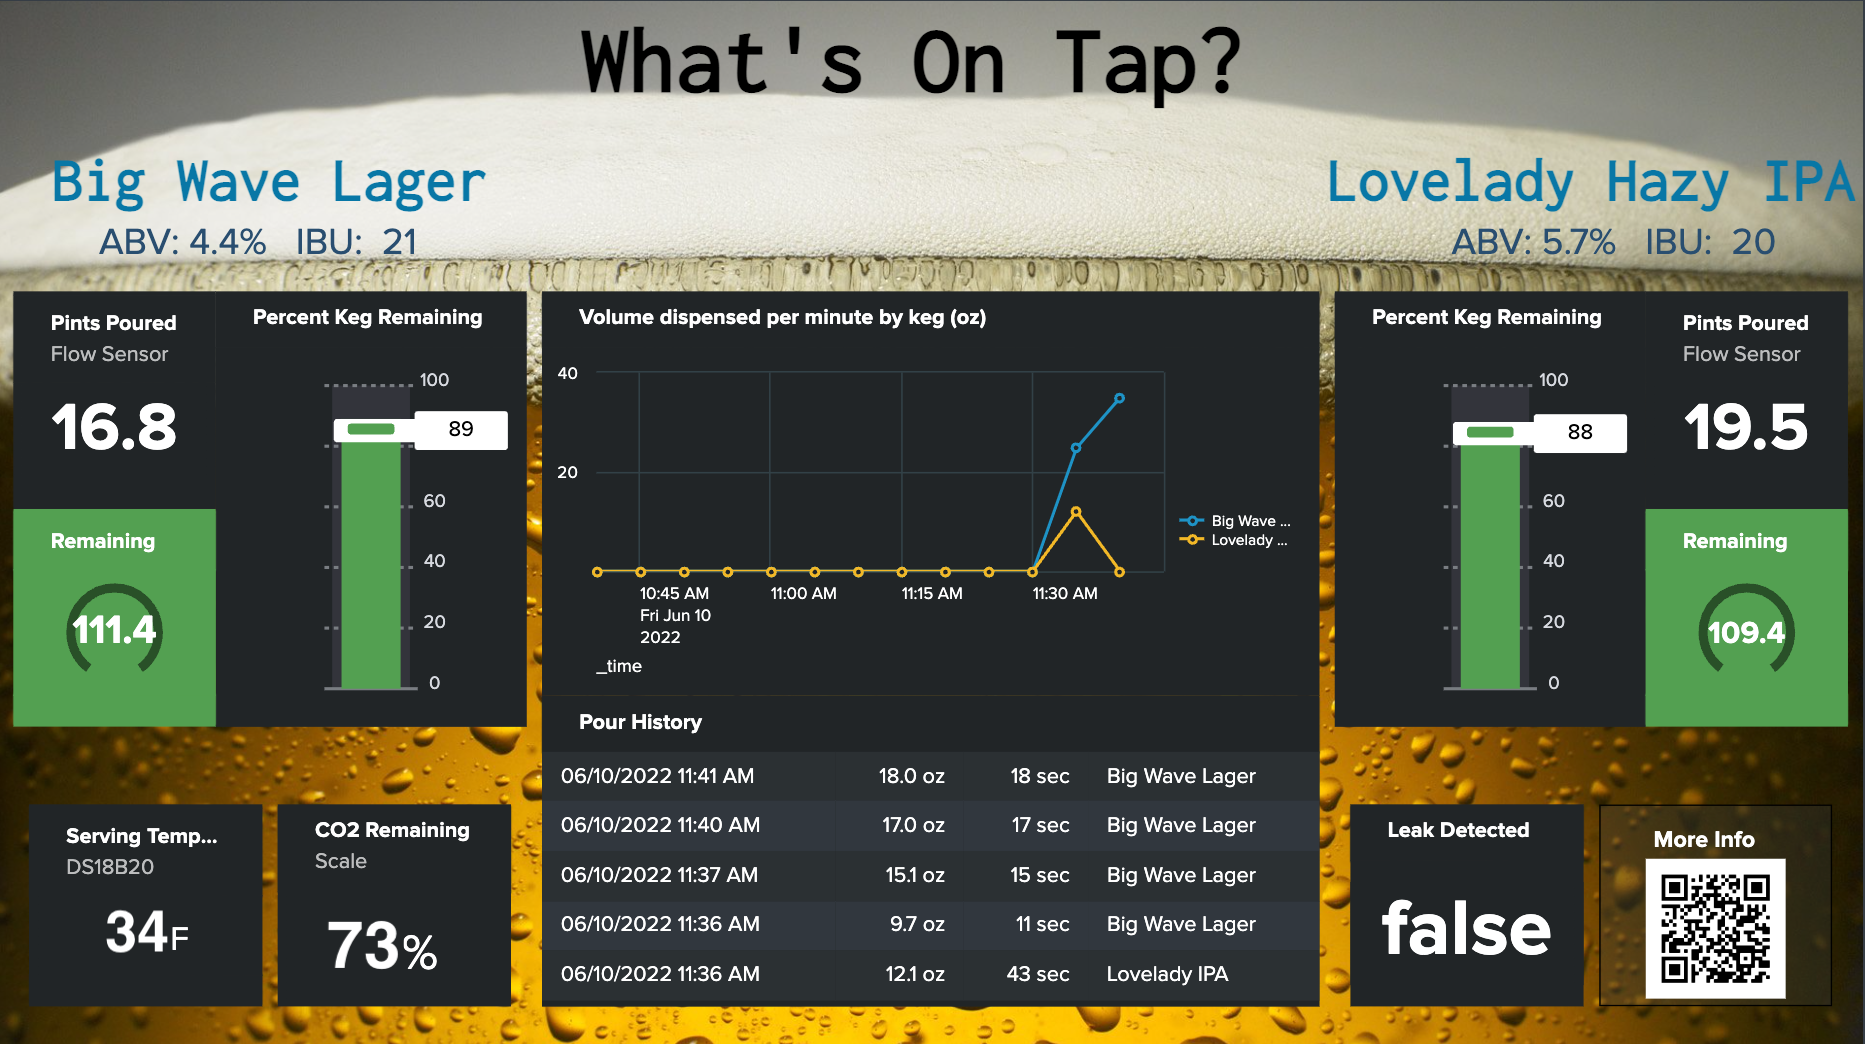 What's On Tap?
Big Wave Lager
ABV: 4.4% IBU: 21
Lovelady Hazy IPA
ABV: 5.7% IBU: 20
Pints Poured
Flow Sensor
16.8
Remaining
111.4
Percent Keg Remaining
100
89
60
40
20
0
Volume dispensed per minute by keg (oz)
40
20
10:45 AM
Fri Jun 10
2022
11:00 AM
11:15 AM
11:30 AM
_time
Big Wave ...
Lovelady ...
Percent Keg Remaining
100
88
60
40
20
0
Pints Poured
Flow Sensor
19.5
Remaining
109.4
Pour History
06/10/2022 11:41 AM 18.0 oz 18 sec Big Wave Lager
06/10/2022 11:40 AM 17.0 oz 17 sec Big Wave Lager
06/10/2022 11:37 AM 15.1 oz 15 sec Big Wave Lager
06/10/2022 11:36 AM 9.7 oz 11 sec Big Wave Lager
06/10/2022 11:36 AM 12.1 oz 43 sec Lovelady IPA
Serving Temp...
DS18B20
34F
CO2 Remaining
Scale
73%
Leak Detected
false
More Info